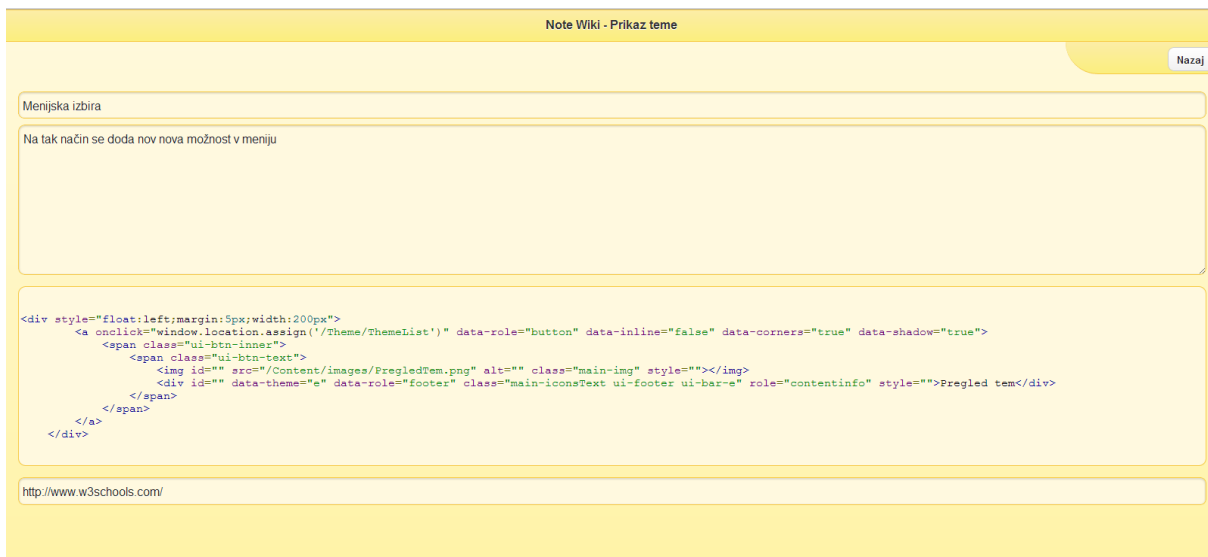 Note Wiki - Prikaz teme
Nazaj
Menijska izbira
Na tak način se doda nov nova možnost v meniju
<div style="float:left;margin:5px;width:200px">
<a onclick="window.location.assign('/Theme/ThemeList')" data-role="button" data-inline="false" data-corners="true" data-shadow="true">
<span class="ui-btn-inner">
<span class="ui-btn-text">
<img id="" src="/Content/images/PregledTem.png" alt="" class="main-img" style=""></img>
<div id="" data-theme="e" data-role="footer" class="main-iconsText ui-footer ui-bar-e" role="contentinfo" style="">Pregled tem</div>
</span>
</span>
</a>
</div>
http://www.w3schools.com/